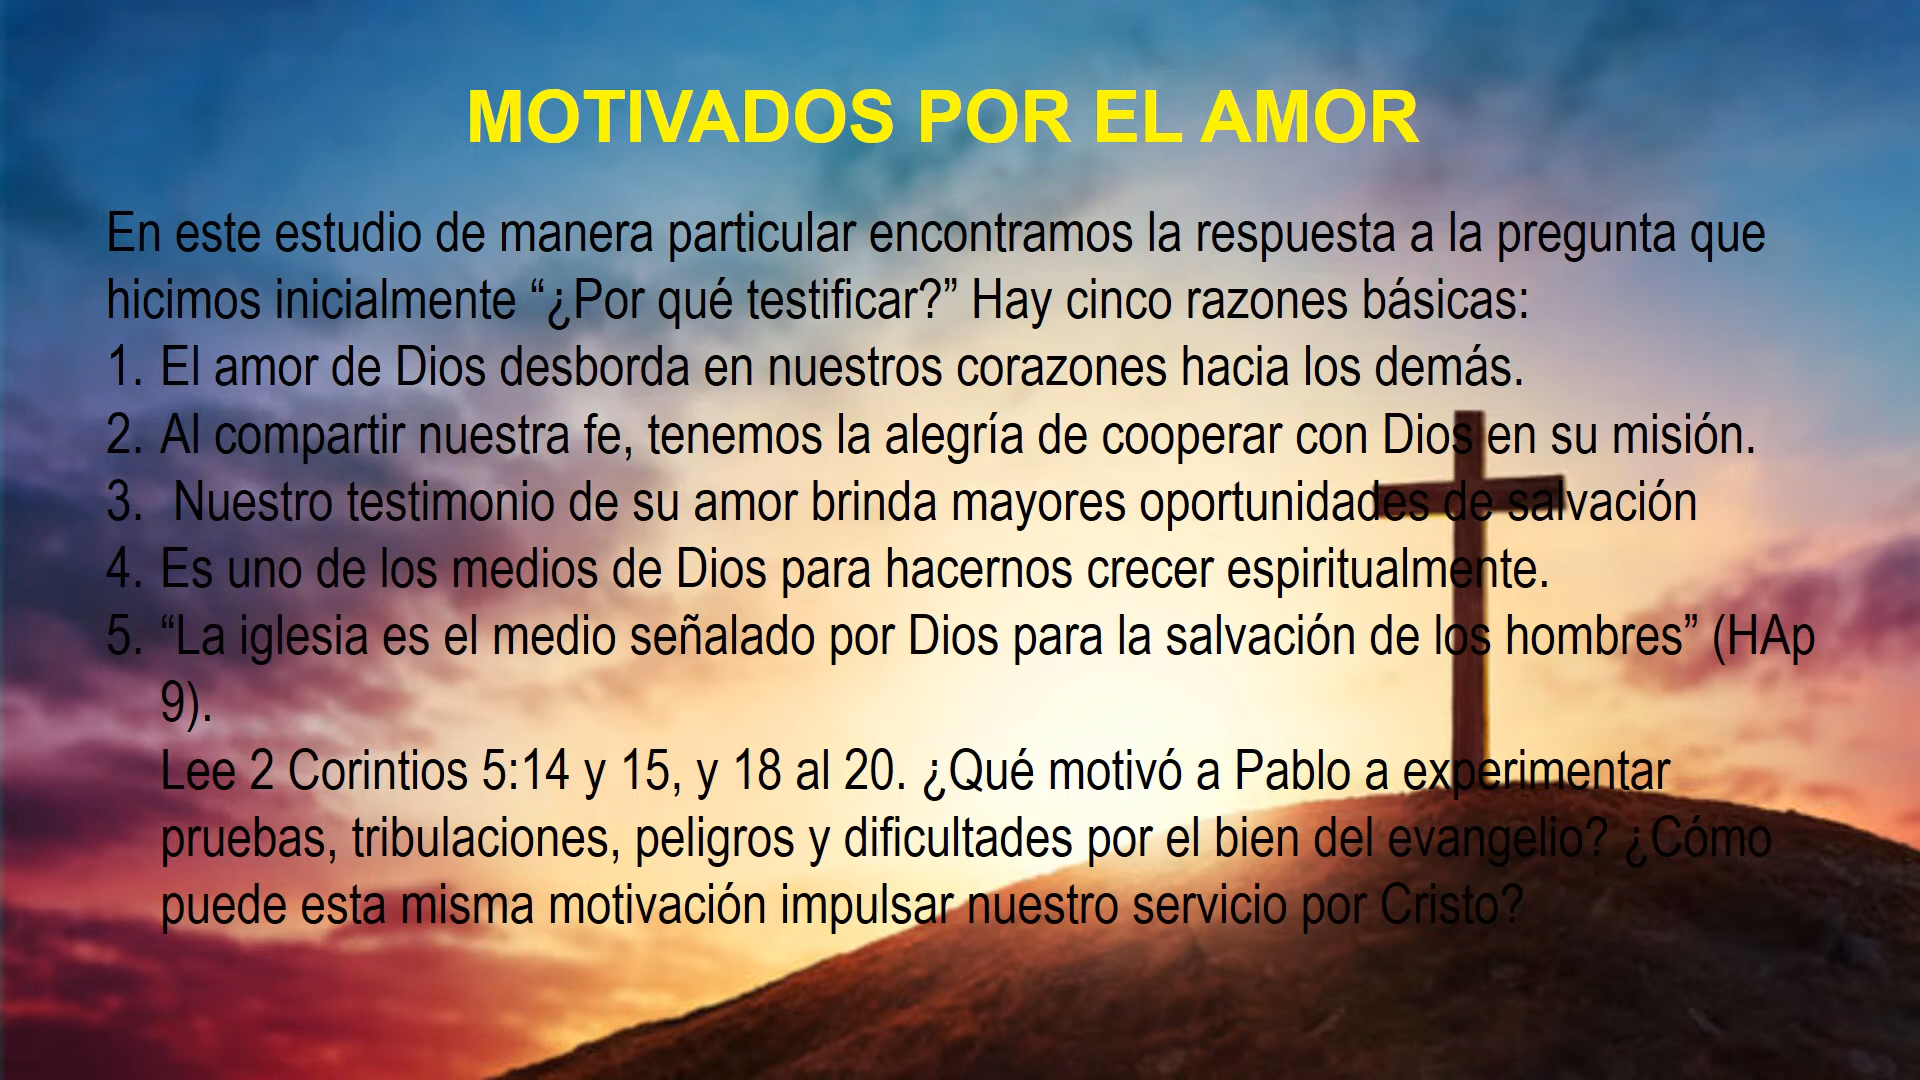 MOTIVADOS POR EL AMOR
En este estudio de manera particular encontramos la respuesta a la pregunta que
hicimos inicialmente “¿Por qué testificar?” Hay cinco razones básicas:
1. El amor de Dios desborda en nuestros corazones hacia los demás.
2. Al compartir nuestra fe, tenemos la alegría de cooperar con Dios en su misión.
3. Nuestro testimonio de su amor brinda mayores oportunidades de salvación
4. Es uno de los medios de Dios para hacernos crecer espiritualmente.
5. “La iglesia es el medio señalado por Dios para la salvación de los hombres” (HAp
9).
Lee 2 Corintios 5:14 y 15, y 18 al 20. ¿Qué motivó a Pablo a experimentar
pruebas, tribulaciones, peligros y dificultades por el bien del evangelio? ¿Cómo
puede esta misma motivación impulsar nuestro servicio por Cristo?